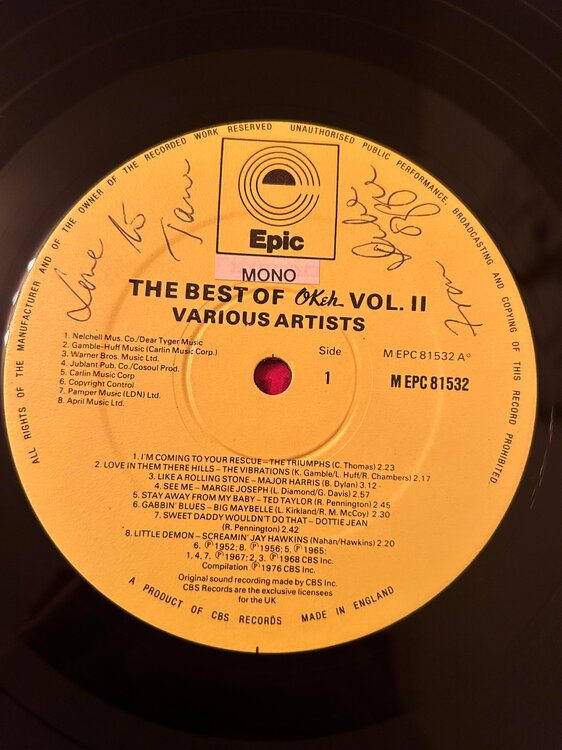 ALL RIGHTS OF THE MANUFACTURER AND OF THE OWNER OF THE RECORDED WORK RESERVED UNAUTHORISED PUBLIC PERFORMANCE, BROADCASTING AND COPYING OF THIS RECORD PROHIBITED
Love to
from
Epic
MONO
THE BEST OF OKeh VOL. II
VARIOUS ARTISTS
1. Nelchell Mus. Co./Dear Tyger Music
2. Gamble-Huff Music (Carlin Music Corp.)
3. Warner Bros. Music Ltd.
4. Jublant Pub. Co./Cosoul Prod.
5. Carlin Music Corp
6. Copyright Control
7. Pamper Music (LDN) Ltd.
8. April Music Ltd.
Side
1
M EPC 81532 A°
M EPC 81532
1. I'M COMING TO YOUR RESCUE – THE TRIUMPHS (C. Thomas) 2.23
2. LOVE IN THEM THERE HILLS – THE VIBRATIONS (K. Gamble/L. Huff/R. Chambers) 2.17
3. LIKE A ROLLING STONE – MAJOR HARRIS (B. Dylan) 3.12
4. SEE ME – MARGIE JOSEPH (L. Diamond/G. Davis) 2.57
5. STAY AWAY FROM MY BABY – TED TAYLOR (R. Pennington) 2.45
6. GABBIN' BLUES – BIG MAYBELLE (L. Kirkland/R. M. McCoy) 2.30
7. SWEET DADDY WOULDN'T DO THAT – DOTTIE JEAN
(R. Pennington) 2.42
8. LITTLE DEMON – SCREAMIN' JAY HAWKINS (Nahan/Hawkins) 2.20
6. ℗ 1952; 8. ℗ 1956; 5. ℗ 1965:
1, 4, 7. ℗ 1967; 2, 3. ℗ 1968 CBS Inc.
Compilation ℗ 1976 CBS Inc.
Original sound recording made by CBS Inc.
CBS Records are the exclusive licensees
for the UK
A PRODUCT OF CBS RECORDS MADE IN ENGLAND